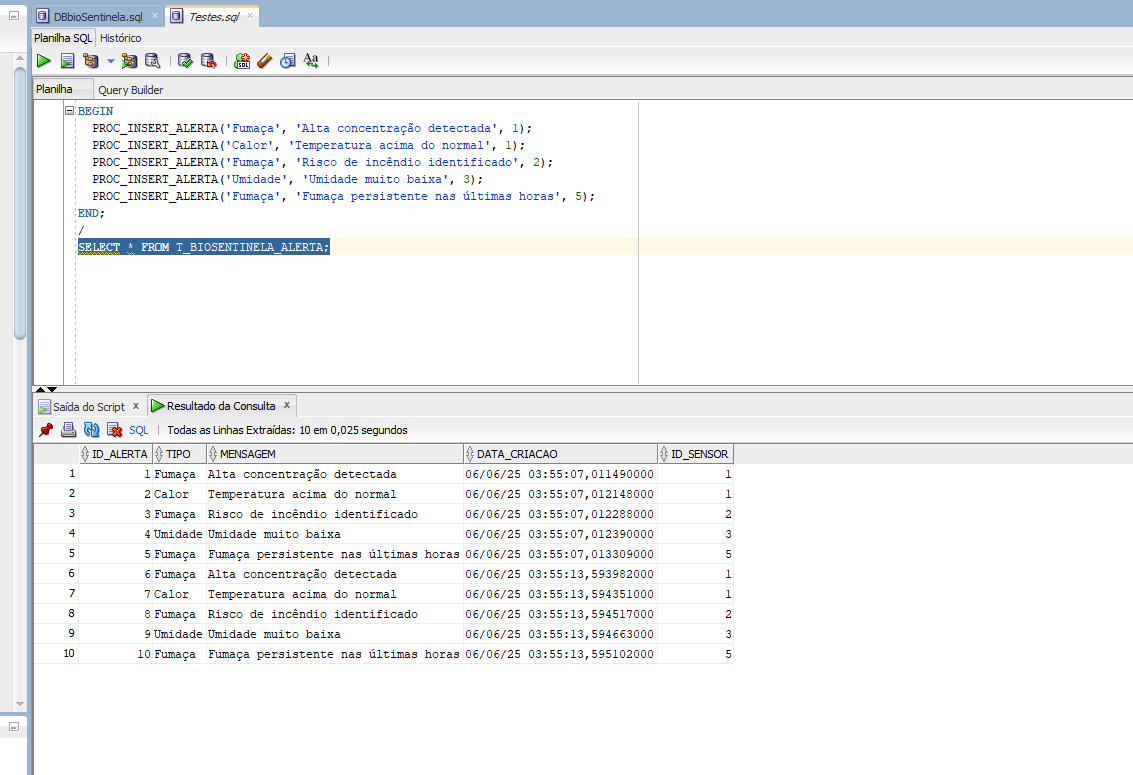 DBbioSentinela.sql Testes.sql
Planilha SQL Histórico
Planilha Query Builder
BEGIN
PROC_INSERT_ALERTA('Fumaça', 'Alta concentração detectada', 1);
PROC_INSERT_ALERTA('Calor', 'Temperatura acima do normal', 1);
PROC_INSERT_ALERTA('Fumaça', 'Risco de incêndio identificado', 2);
PROC_INSERT_ALERTA('Umidade', 'Umidade muito baixa', 3);
PROC_INSERT_ALERTA('Fumaça', 'Fumaça persistente nas últimas horas', 5);
END;
/
SELECT * FROM T_BIOSENTINELA_ALERTA;
Saída do Script x Resultado da Consulta x
SQL | Todas as Linhas Extraídas: 10 em 0,025 segundos
ID_ALERTA TIPO MENSAGEM DATA_CRIACAO ID_SENSOR
1 1 Fumaça Alta concentração detectada 06/06/25 03:55:07,011490000 1
2 2 Calor Temperatura acima do normal 06/06/25 03:55:07,012148000 1
3 3 Fumaça Risco de incêndio identificado 06/06/25 03:55:07,012288000 2
4 4 Umidade Umidade muito baixa 06/06/25 03:55:07,012390000 3
5 5 Fumaça Fumaça persistente nas últimas horas 06/06/25 03:55:07,013309000 5
6 6 Fumaça Alta concentração detectada 06/06/25 03:55:13,593982000 1
7 7 Calor Temperatura acima do normal 06/06/25 03:55:13,594351000 1
8 8 Fumaça Risco de incêndio identificado 06/06/25 03:55:13,594517000 2
9 9 Umidade Umidade muito baixa 06/06/25 03:55:13,594663000 3
10 10 Fumaça Fumaça persistente nas últimas horas 06/06/25 03:55:13,595102000 5